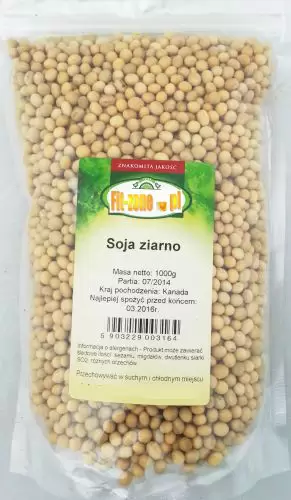 ZNAKOMITA JAKOŚĆ
Fit-zone.pl
Soja ziarno
Masa netto: 1000g
Partia: 07/2014
Kraj pochodzenia: Kanada
Najlepiej spożyć przed końcem:
03.2016r.
5 903229 003164
Informacja o alergenach - Produkt może zawierać
śladowe ilości: sezamu, migdałów, dwutlenku siarki
SO2, różnych orzechów.
Przechowywać w suchym i chłodnym miejscu